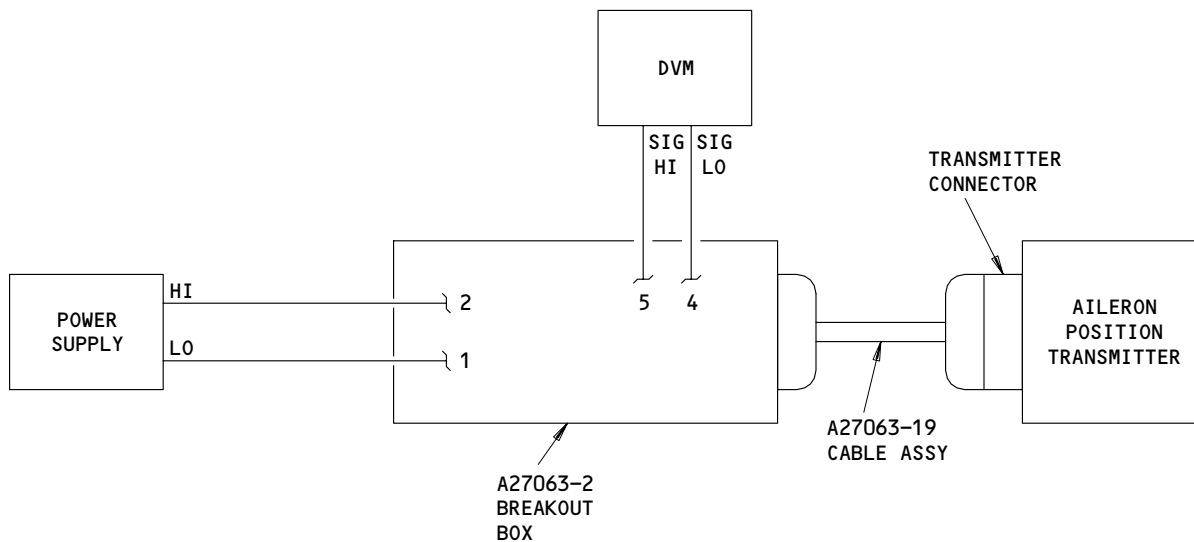 DVM
SIG SIG
HI LO
TRANSMITTER
CONNECTOR
HI
2
5 4
POWER
SUPPLY
LO
1
AILERON
POSITION
TRANSMITTER
A27063-19
CABLE ASSY
A27063-2
BREAKOUT
BOX